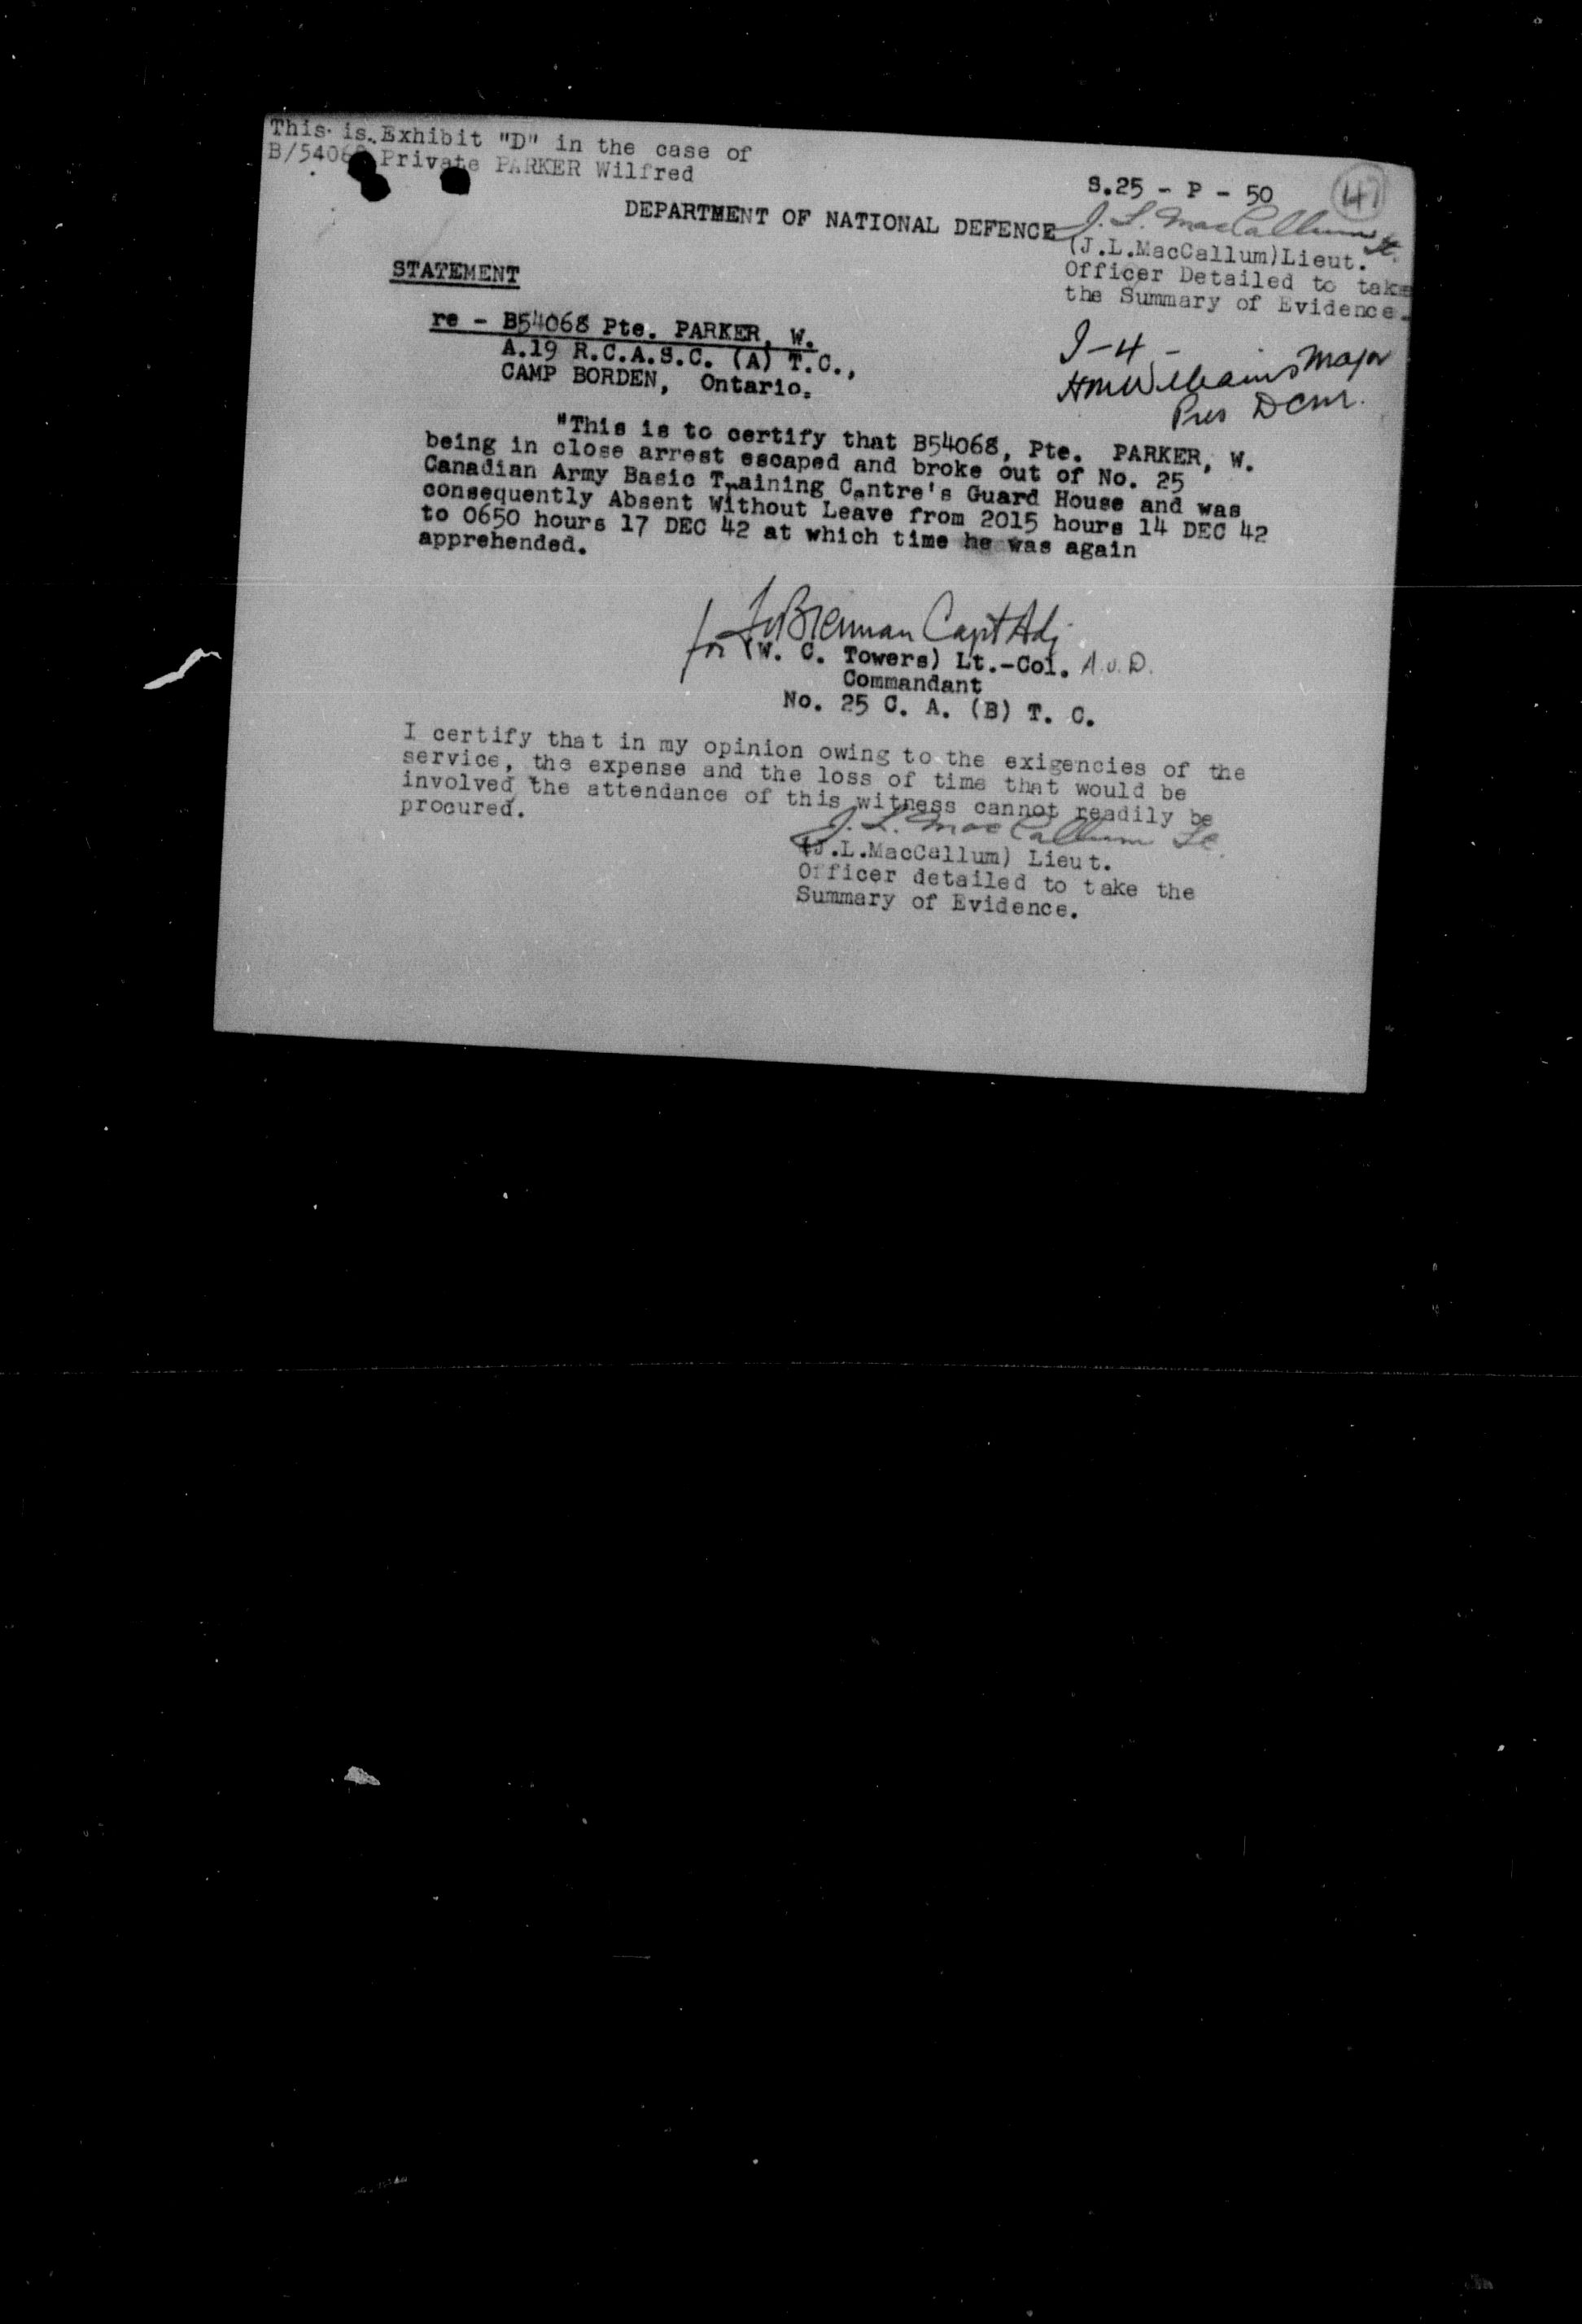 This is Exhibit "D" in the case of
B/54068 Private PARKER Wilfred
S.25 - P - 50
47
DEPARTMENT OF NATIONAL DEFENCE
J. L. MacCallum Lt.
(J.L.MacCallum)Lieut.
Officer Detailed to take
the Summary of Evidence.
STATEMENT
re - B54068 Pte. PARKER, W.
A.19 R.C.A.S.C. (A) T.C.,
CAMP BORDEN, Ontario.
J-4 -
HMWilliams Major
Pres DCM.
"This is to certify that B54068, Pte. PARKER, W.
being in close arrest escaped and broke out of No. 25
Canadian Army Basic Training Centre's Guard House and was
consequently Absent Without Leave from 2015 hours 14 DEC 42
to 0650 hours 17 DEC 42 at which time he was again
apprehended.
Brennan Capt Adj
for (W. C. Towers) Lt.-Col.
Commandant
No. 25 C. A. (B) T. C.
I certify that in my opinion owing to the exigencies of the
service, the expense and the loss of time that would be
involved the attendance of this witness cannot readily be
procured.
J. L. MacCallum Lt.
(J.L.MacCallum) Lieut.
Officer detailed to take the
Summary of Evidence.